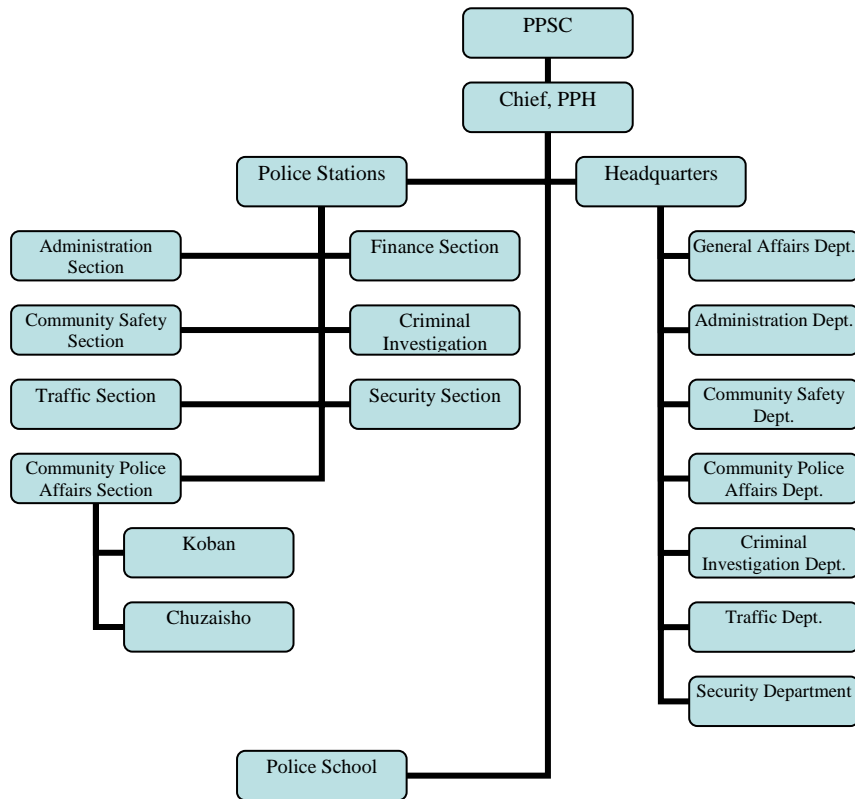 PPSC
Chief, PPH
Police Stations
Headquarters
Administration
Section
Finance Section
General Affairs Dept.
Community Safety
Section
Criminal
Investigation
Administration Dept.
Traffic Section
Security Section
Community Safety
Dept.
Community Police
Affairs Section
Community Police
Affairs Dept.
Koban
Criminal
Investigation Dept.
Chuzaisho
Traffic Dept.
Security Department
Police School